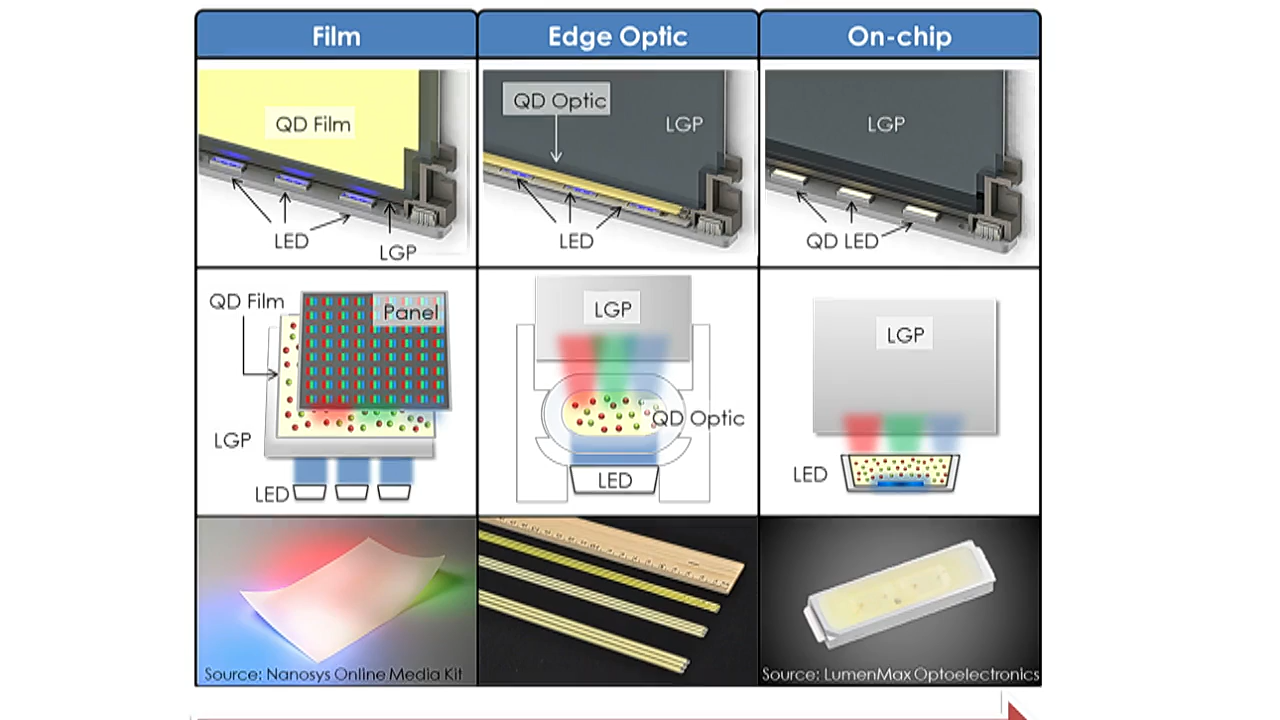 Film
Edge Optic
On-chip
QD Film
LED
LGP
QD Optic
LGP
LED
LGP
QD LED
QD Film
Panel
LGP
LED
LGP
QD Optic
LED
LGP
LED
Source: Nanosys Online Media Kit
Source: LumenMax Optoelectronics